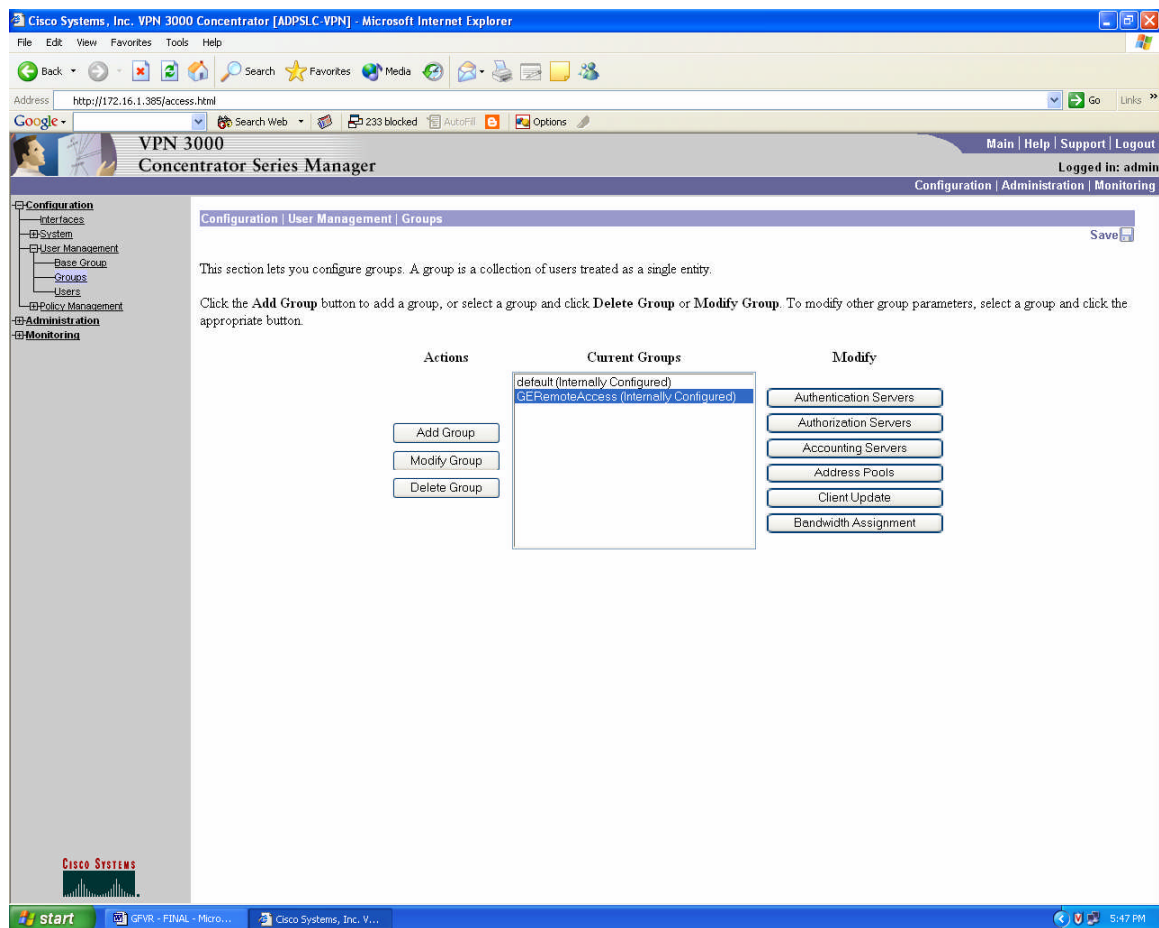 Cisco Systems, Inc. VPN 3000 Concentrator [ADPSLC-VPN] - Microsoft Internet Explorer
File Edit View Favorites Tools Help
Back Search Favorites Media
Address http://172.16.1.385/access.html Go Links »
Google Search Web 233 blocked AutoFill Options
VPN 3000
Concentrator Series Manager
Main | Help | Support | Logout
Logged in: admin
Configuration | Administration | Monitoring
Configuration
Interfaces
System
User Management
Base Group
Groups
Users
Policy Management
Administration
Monitoring
Configuration | User Management | Groups
Save
This section lets you configure groups. A group is a collection of users treated as a single entity.
Click the Add Group button to add a group, or select a group and click Delete Group or Modify Group. To modify other group parameters, select a group and click the
appropriate button.
Actions Current Groups Modify
default (Internally Configured)
GERemoteAccess (Internally Configured)
Add Group
Modify Group
Delete Group
Authentication Servers
Authorization Servers
Accounting Servers
Address Pools
Client Update
Bandwidth Assignment
CISCO SYSTEMS
start GFVR - FINAL - Micro... Cisco Systems, Inc. V... 5:47 PM